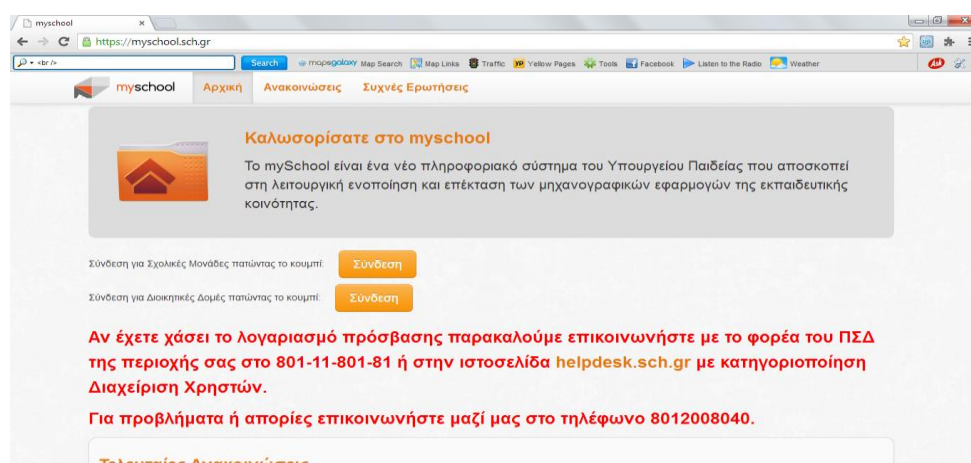 myschool
https://myschool.sch.gr
<br />
Search
mapsgalaxy Map Search Map Links Traffic Yellow Pages Tools Facebook Listen to the Radio Weather
myschool Αρχική Ανακοινώσεις Συχνές Ερωτήσεις
Καλωσορίσατε στο myschool
Το mySchool είναι ένα νέο πληροφοριακό σύστημα του Υπουργείου Παιδείας που αποσκοπεί
στη λειτουργική ενοποίηση και επέκταση των μηχανογραφικών εφαρμογών της εκπαιδευτικής
κοινότητας.
Σύνδεση για Σχολικές Μονάδες πατώντας το κουμπί: Σύνδεση
Σύνδεση για Διοικητικές Δομές πατώντας το κουμπί: Σύνδεση
Αν έχετε χάσει το λογαριασμό πρόσβασης παρακαλούμε επικοινωνήστε με το φορέα του ΠΣΔ
της περιοχής σας στο 801-11-801-81 ή στην ιστοσελίδα helpdesk.sch.gr με κατηγοριοποίηση
Διαχείριση Χρηστών.
Για προβλήματα ή απορίες επικοινωνήστε μαζί μας στο τηλέφωνο 8012008040.
Τελευταίες Ανακοινώσεις